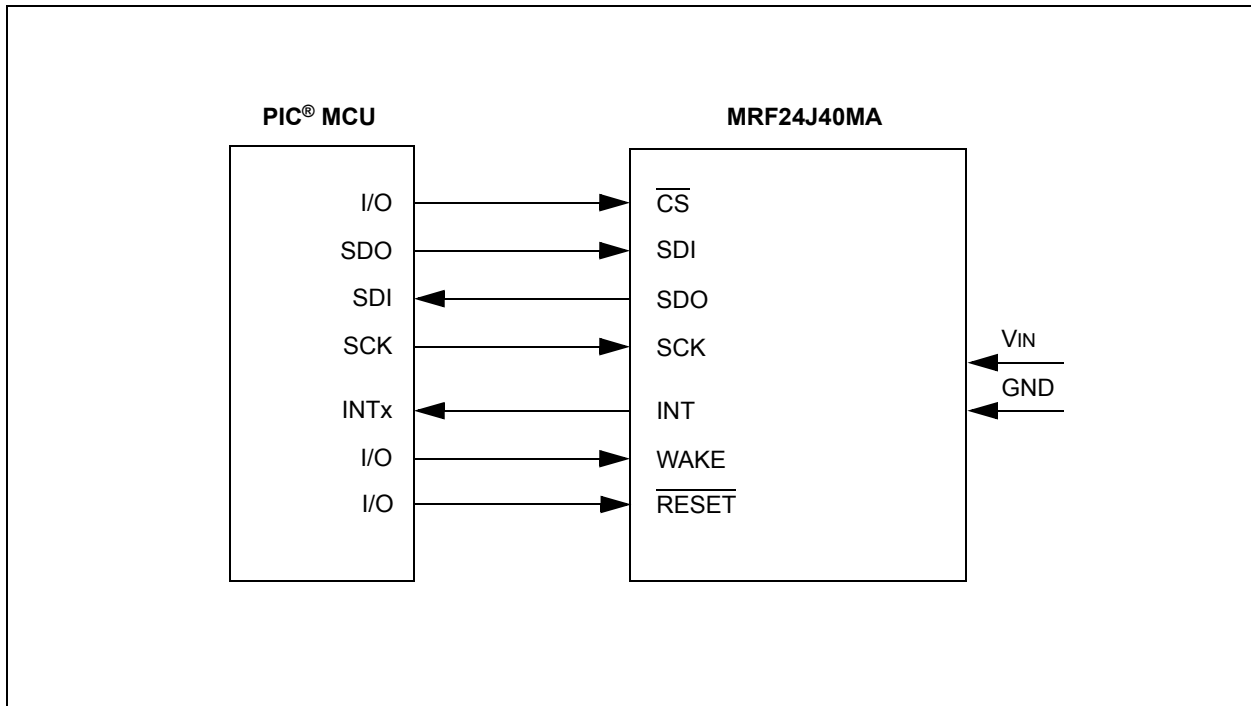 PIC® MCU
MRF24J40MA
I/O
SDO
SDI
SCK
INTx
I/O
I/O
CS
SDI
SDO
SCK
INT
WAKE
RESET
VIN
GND